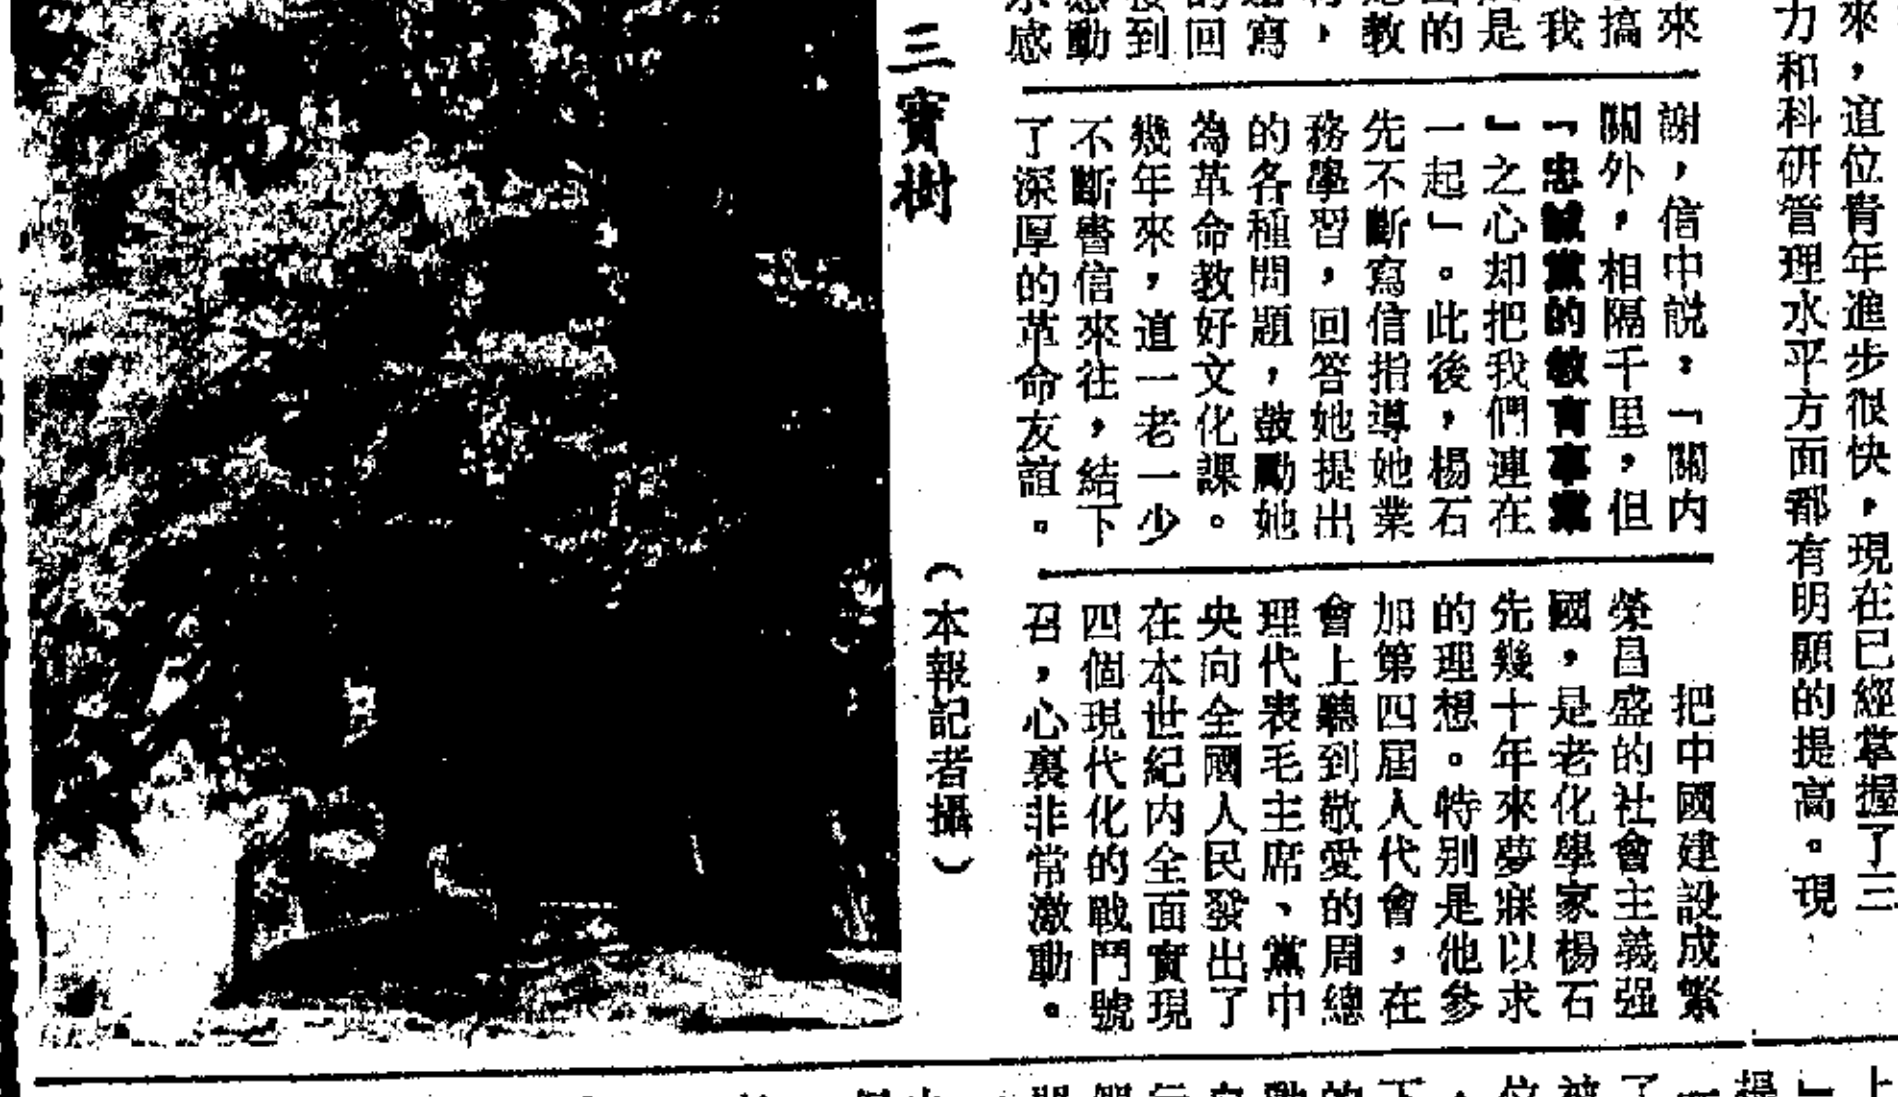 來，這位青年進步很快，現在已經掌握了三
力和科研管理水平方面都有明顯的提高。現
來
搞
我
是
的
教
，
寫
回
到
動
感
謝，信中説：「關内
關外，相隔千里，但
「忠誠黨的教育事業
」之心却把我們連在
一起」。此後，楊石
先不斷寫信指導她業
務學習，回答她提出
的各種問題，鼓勵她
為革命教好文化課。
幾年來，這一老一少
不斷書信來往，結下
了深厚的革命友誼。
把中國建設成繁
榮昌盛的社會主義强
國，是老化學家楊石
先幾十年來夢寐以求
的理想。特别是他參
加第四屆人代會，在
會上聽到敬愛的周總
理代表毛主席、黨中
央向全國人民發出了
在本世紀内全面實現
四個現代化的戰鬥號
召，心裏非常激動。
三寶樹
（本報記者攝）